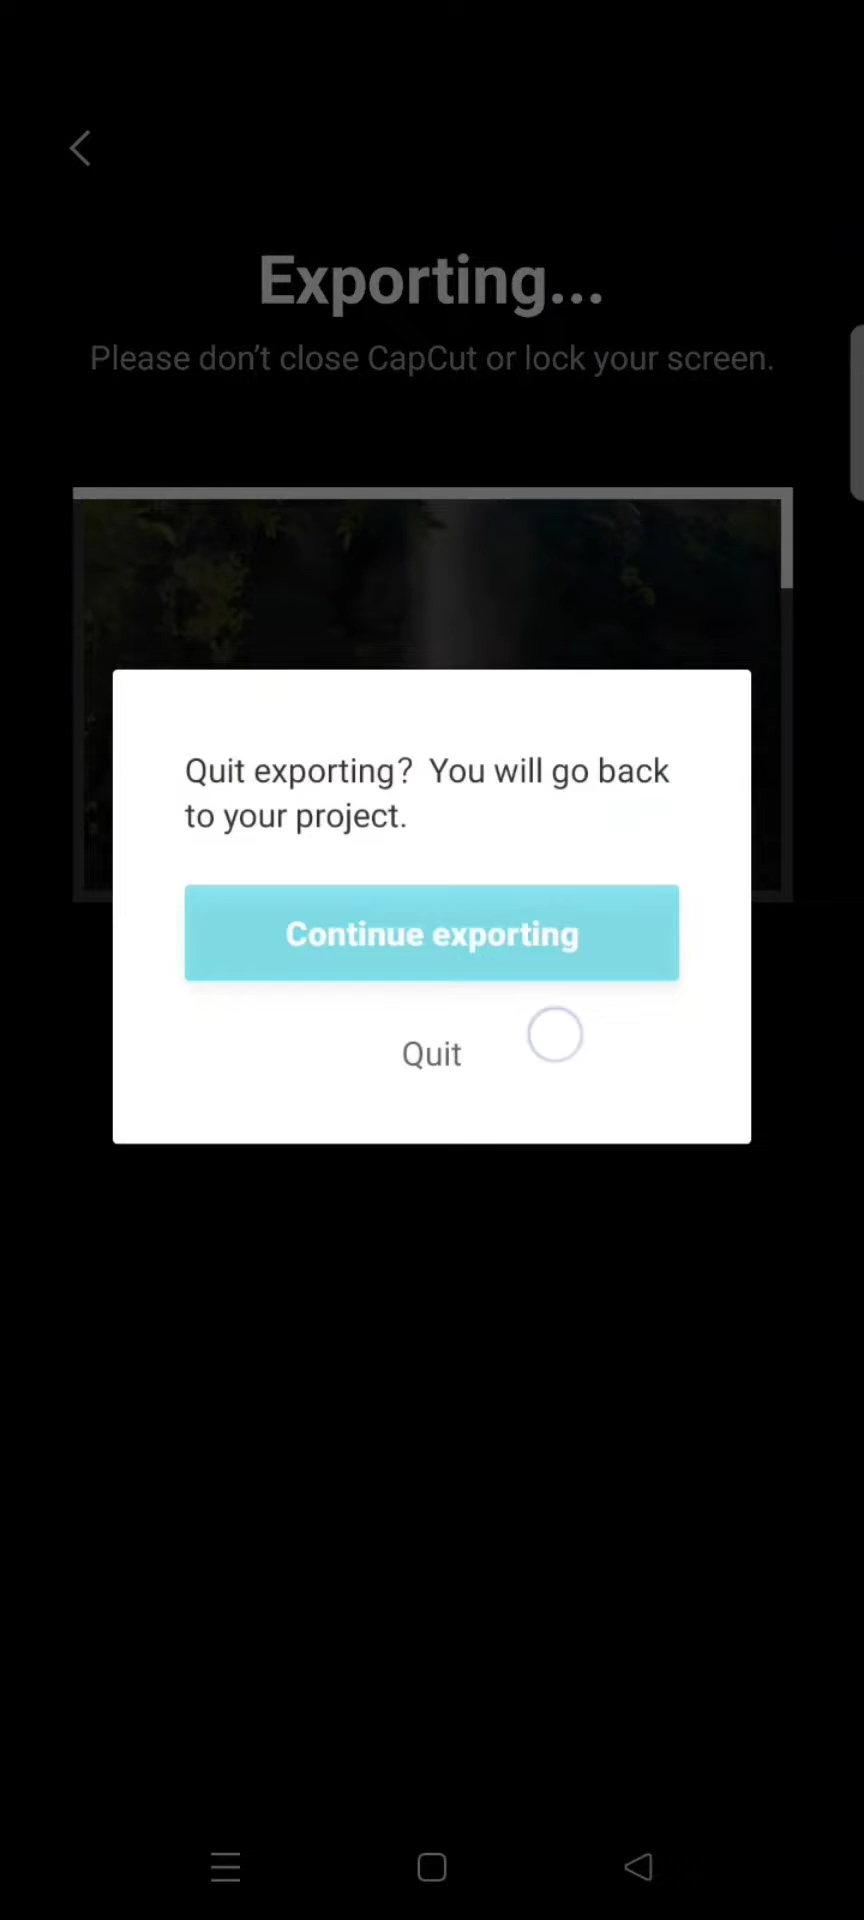 Exporting...
Please don’t close CapCut or lock your screen.
Quit exporting? You will go back
to your project.
Continue exporting
Quit